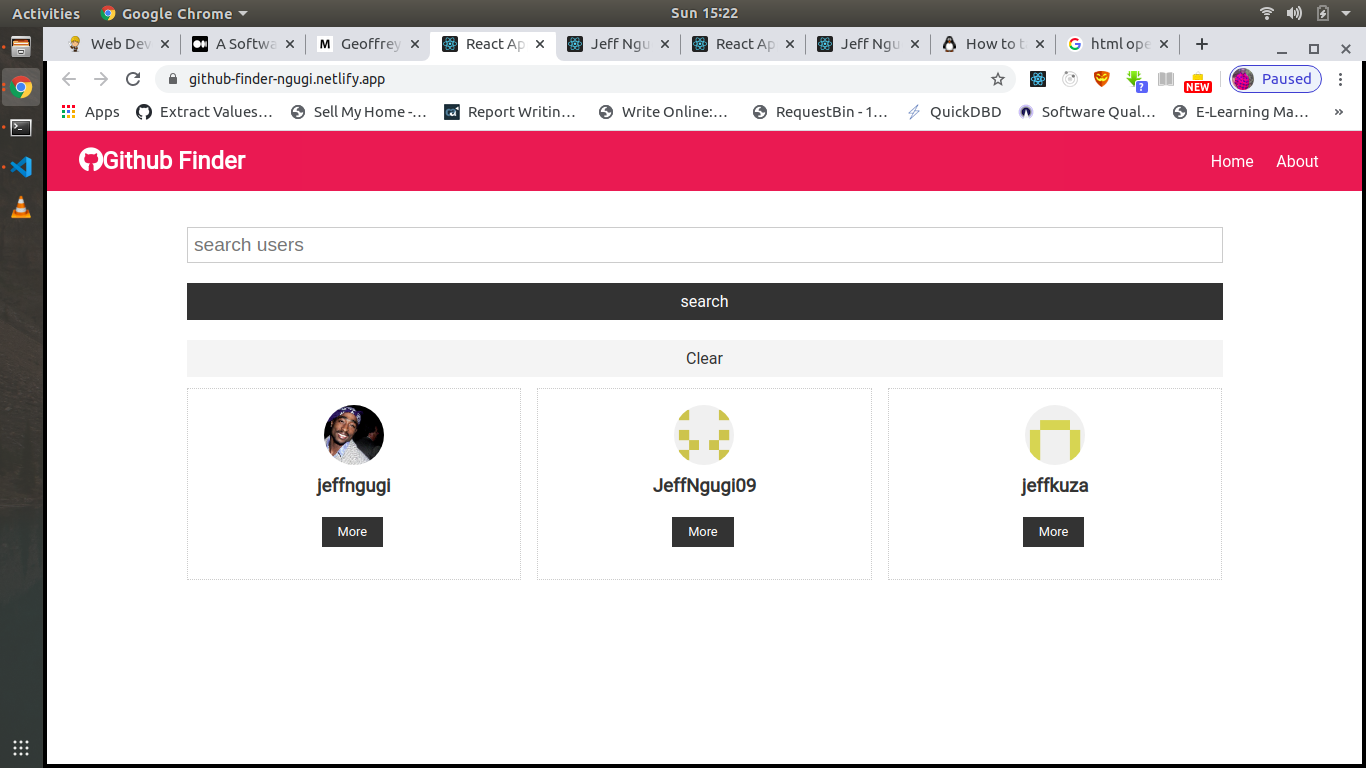 Activities Google Chrome Sun 15:22
Web Dev A Softwa Geoffrey React Ap Jeff Ngu React Ap Jeff Ngu How to t html ope
github-finder-ngugi.netlify.app ? NEW Paused
Apps Extract Values… Sell My Home -… Report Writin… Write Online:… RequestBin - 1… QuickDBD Software Qual… E-Learning Ma… »
Github Finder Home About
search users
search
Clear
jeffngugi JeffNgugi09 jeffkuza
More More More